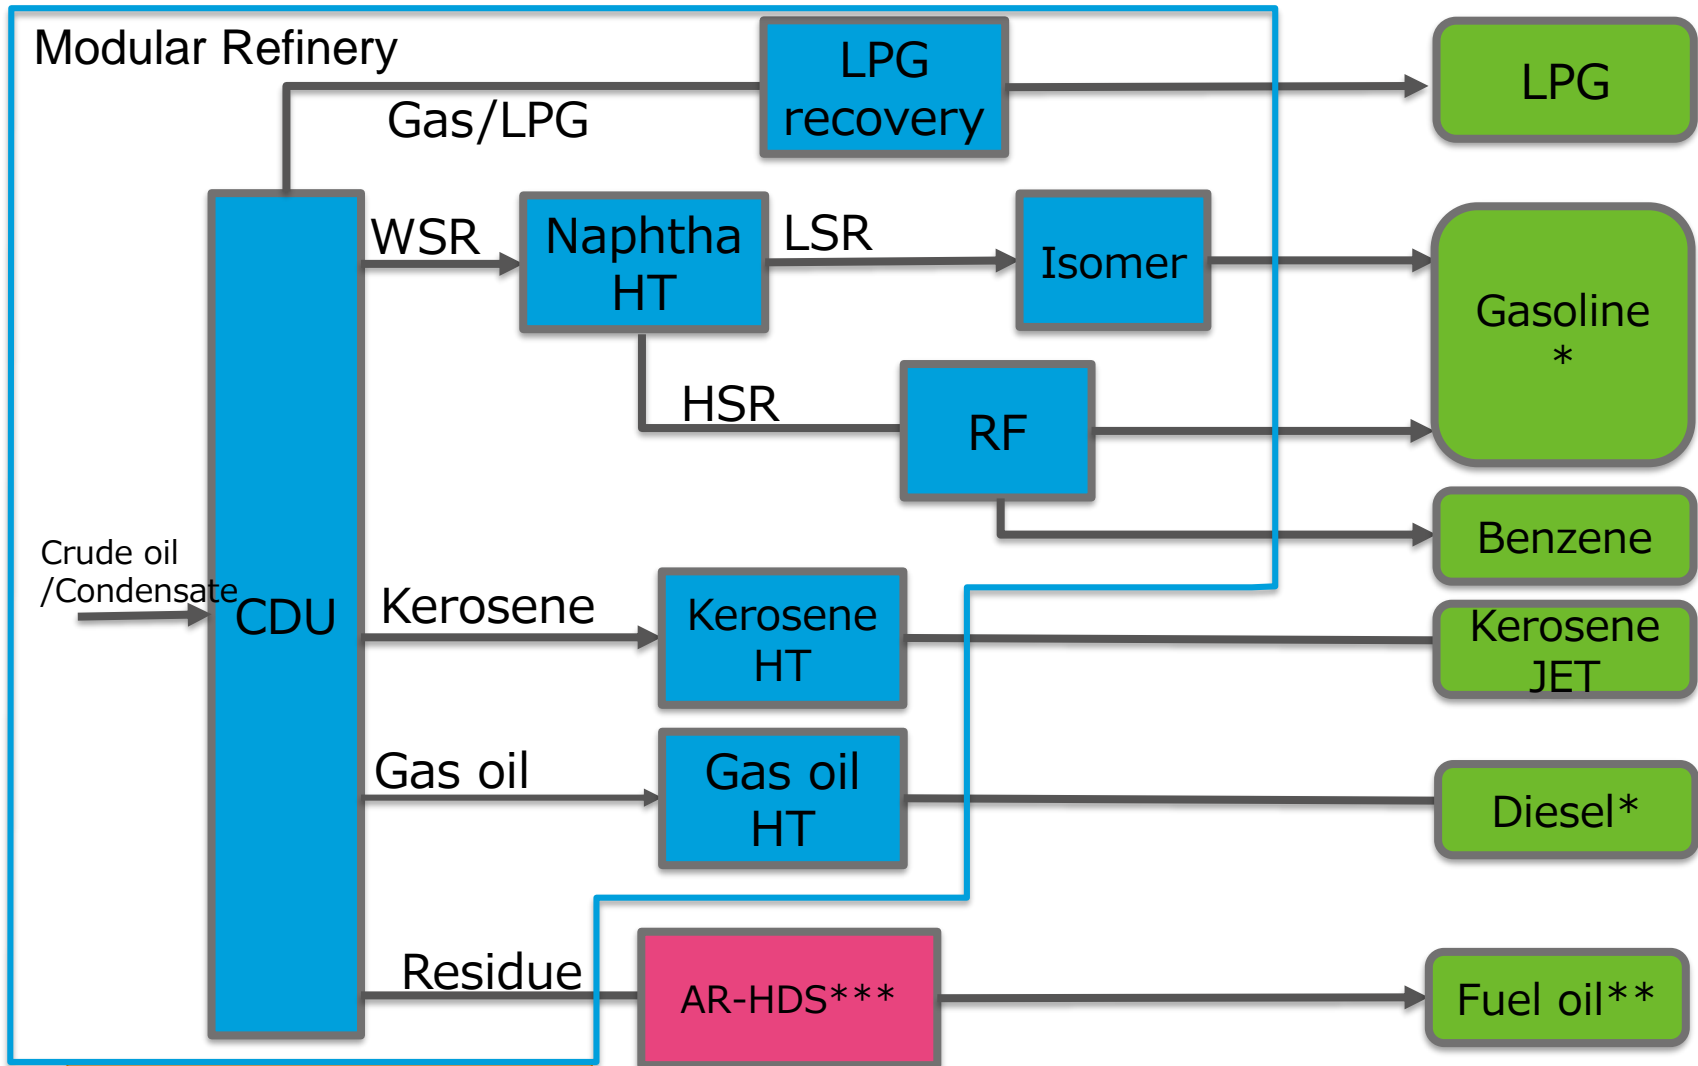 Modular Refinery
LPG
recovery
LPG
Gas/LPG
WSR
Naphtha
HT
LSR
Isomer
Gasoline
*
HSR
RF
Benzene
Crude oil
/Condensate
CDU
Kerosene
Kerosene
HT
Kerosene
JET
Gas oil
Gas oil
HT
Diesel*
Residue
AR-HDS***
Fuel oil**